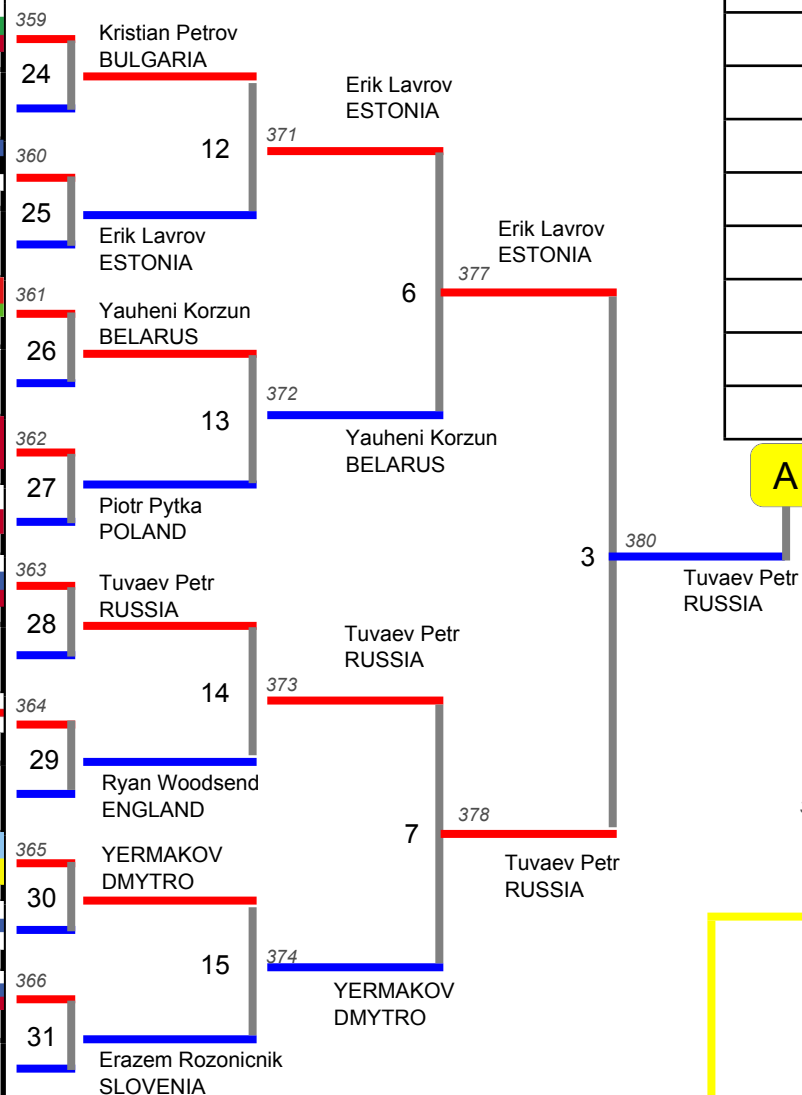 359
Kristian Petrov
BULGARIA
24
Erik Lavrov
ESTONIA
12
371
360
25
Erik Lavrov
ESTONIA
Erik Lavrov
ESTONIA
377
6
361
Yauheni Korzun
BELARUS
26
372
13
Yauheni Korzun
BELARUS
362
27
Piotr Pytka
POLAND
A
3
380
Tuvaev Petr
RUSSIA
363
Tuvaev Petr
RUSSIA
28
Tuvaev Petr
RUSSIA
14
373
364
29
Ryan Woodsend
ENGLAND
378
7
Tuvaev Petr
RUSSIA
365
YERMAKOV
DMYTRO
30
374
15
YERMAKOV
DMYTRO
366
31
Erazem Rozonicnik
SLOVENIA